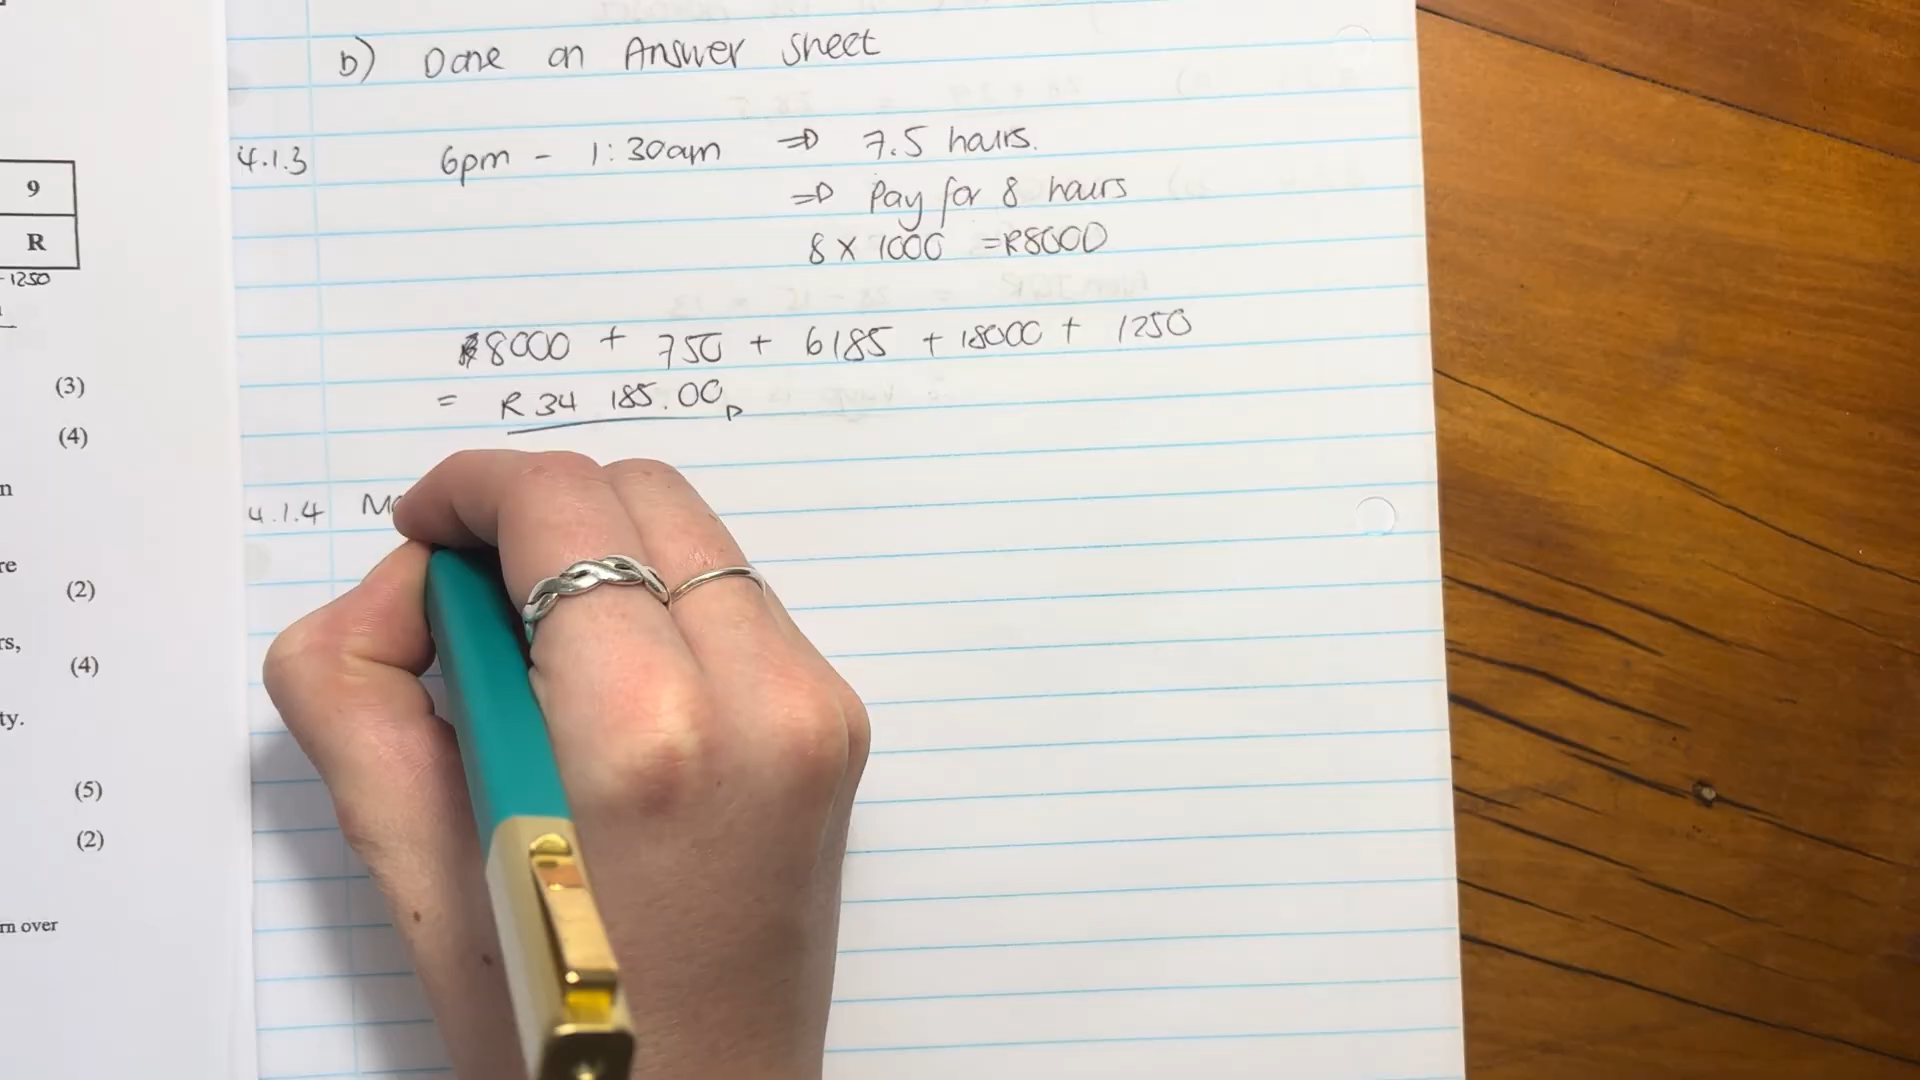 9
R
- 1250
(3)
(4)
n
re
(2)
rs,
(4)
ty.
(5)
(2)
rn over
b) Done on Answer Sheet
4.1.3 6pm - 1:30am ⇒ 7.5 hours.
⇒ Pay for 8 hours
8 x 1000 =R8000
8000 + 750 + 6185 + 18000 + 1250
= R 34 185.00
4.1.4